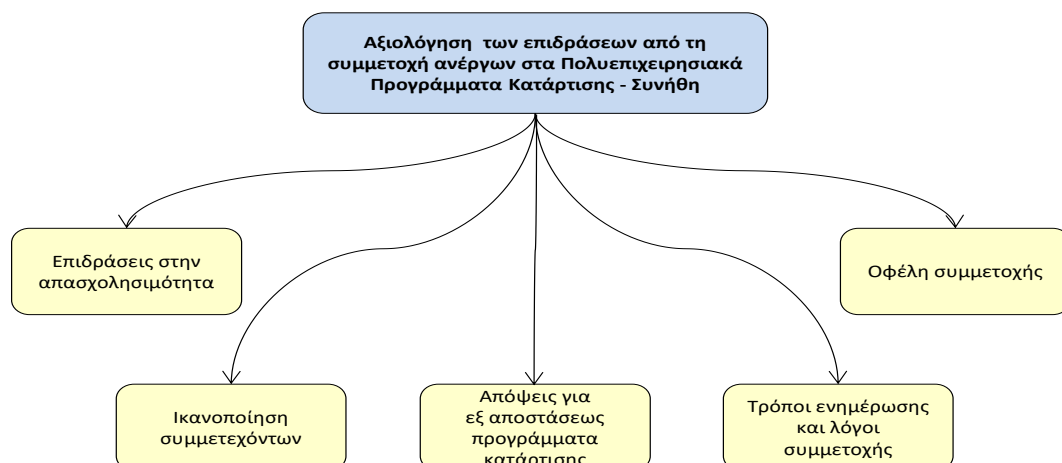 Αξιολόγηση των επιδράσεων από τη
συμμετοχή ανέργων στα Πολυεπιχειρησιακά
Προγράμματα Κατάρτισης - Συνήθη
Επιδράσεις στην
απασχολησιμότητα
Οφέλη συμμετοχής
Ικανοποίηση
συμμετεχόντων
Απόψεις για
εξ αποστάσεως
προγράμματα
κατάρτισης
Τρόποι ενημέρωσης
και λόγοι
συμμετοχής